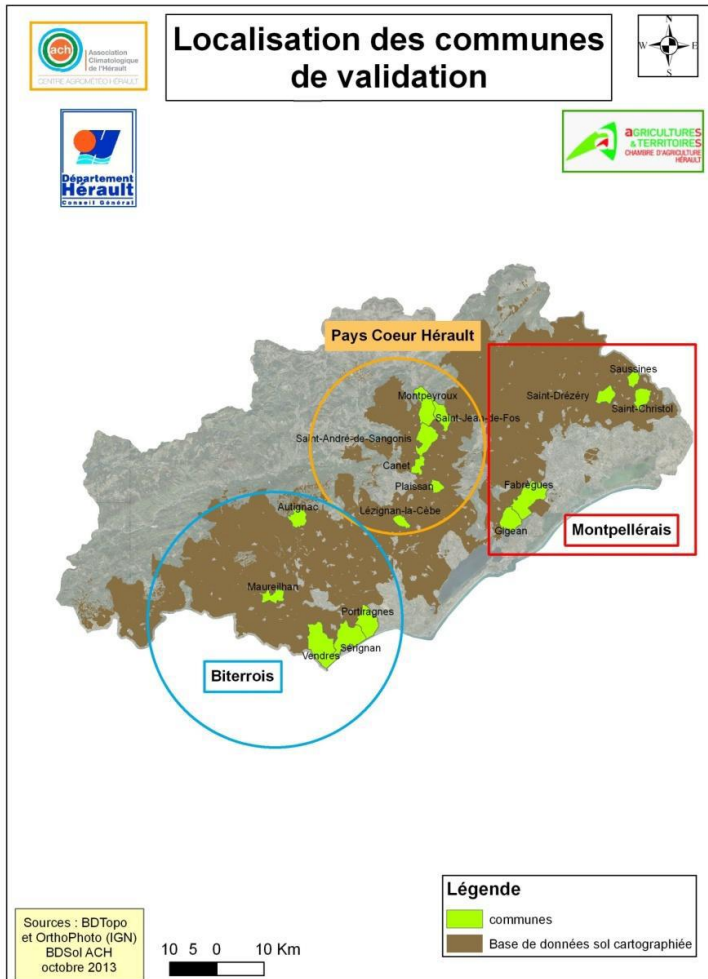 ach
Association
Climatologique
de l'Hérault
CENTRE AGROMÉTÉO HÉRAULT
Localisation des communes
de validation
N
W
E
S
Département
Hérault
Conseil Général
aGRICULTURES
& TERRITOIRES
CHAMBRE D'AGRICULTURE
HÉRAULT
Pays Coeur Hérault
Saussines
Montpeyroux
Saint-Drézéry
Saint-Christol
Saint-Jean-de-Fos
Saint-André-de-Sangonis
Canet
Plaissan
Fabrègues
Autignac
Lézignan-la-Cèbe
Gigean
Montpellérais
Maureilhan
Portiragnes
Sérignan
Vendres
Biterrois
Légende
communes
Base de données sol cartographiée
Sources : BDTopo
et OrthoPhoto (IGN)
BDSol ACH
octobre 2013
10 5 0 10 Km